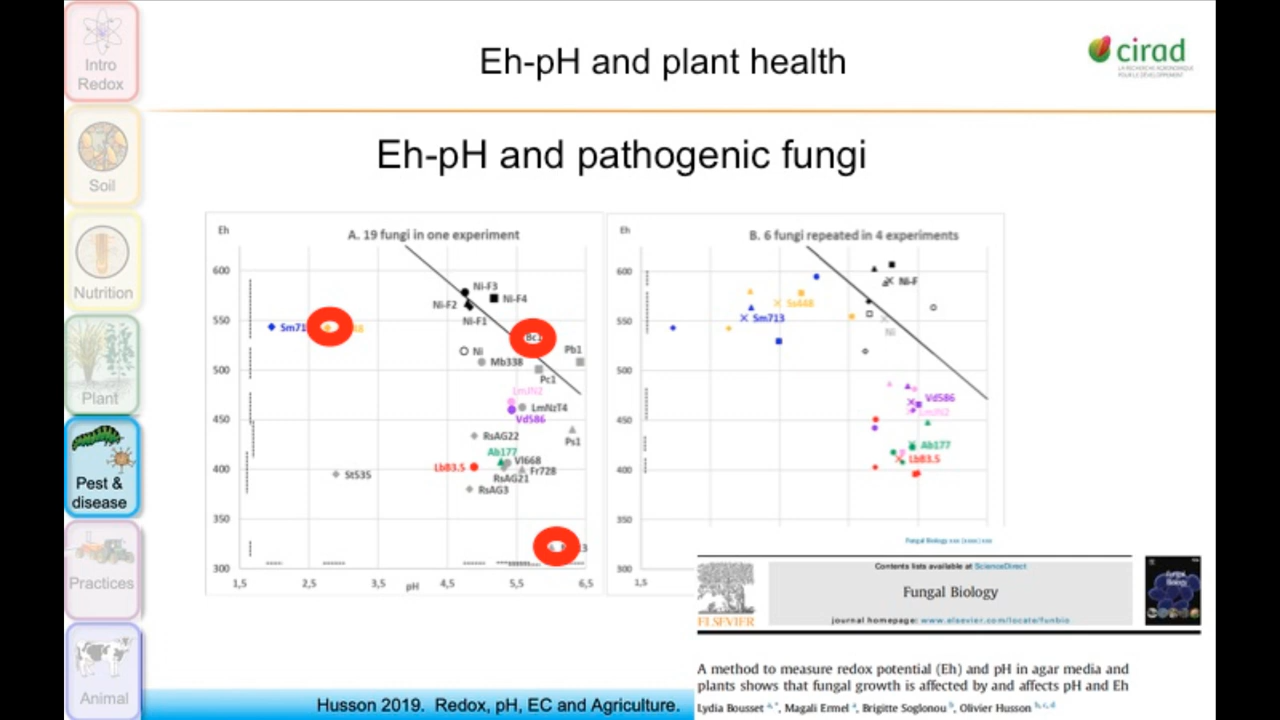 Eh-pH and plant health
cirad
LA RECHERCHE AGRONOMIQUE
POUR LE DÉVELOPPEMENT
Intro
Redox
Soil
Nutrition
Plant
Pest &
disease
Practices
Animal
Eh-pH and pathogenic fungi
Eh
A. 19 fungi in one experiment
600
550
500
450
400
350
300
1,5
2,5
3,5
4,5
5,5
6,5
pH
Ni-F3
Ni-F4
Ni-F2
Ni-F1
Ni
Mb338
Pb1
Pc1
LmJN2
LmNzT4
Vd586
Ps1
RsAG22
Ab177
Vl668
LbB3.5
Fr728
RsAG21
St535
RsAG3
Eh
B. 6 fungi repeated in 4 experiments
600
550
500
450
400
350
300
1,5
Ni-F
Ss448
Sm713
Ni
Vd586
LmJN2
Ab177
LbB3.5
Fungal Biology xxx (xxxx) xxx
Contents lists available at ScienceDirect
Fungal Biology
journal homepage: www.elsevier.com/locate/funbio
ELSEVIER
A method to measure redox potential (Eh) and pH in agar media and
plants shows that fungal growth is affected by and affects pH and Eh
Lydia Bousset a, *, Magali Ermel a, Brigitte Soglonou b, Olivier Husson b, c, d
Husson 2019. Redox, pH, EC and Agriculture.